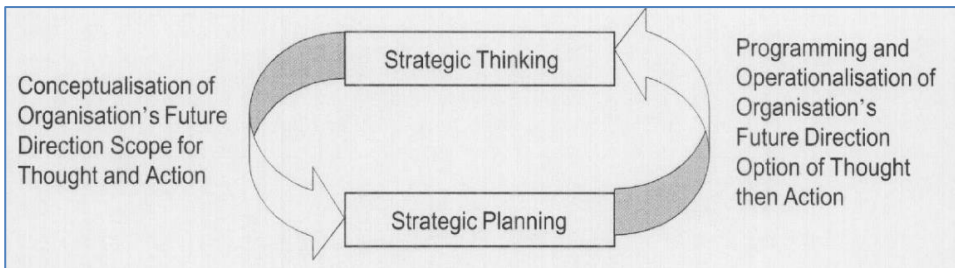 Conceptualisation of
Organisation's Future
Direction Scope for
Thought and Action
Strategic Thinking
Strategic Planning
Programming and
Operationalisation of
Organisation's
Future Direction
Option of Thought
then Action